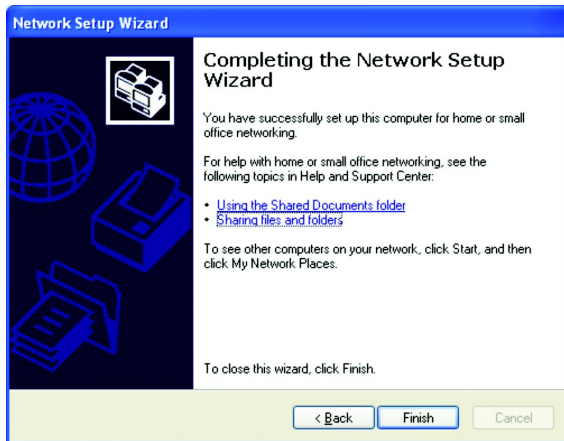 Network Setup Wizard
Completing the Network Setup
Wizard
You have successfully set up this computer for home or small
office networking.
For help with home or small office networking, see the
following topics in Help and Support Center:
• Using the Shared Documents folder
• Sharing files and folders
To see other computers on your network, click Start, and then
click My Network Places.
To close this wizard, click Finish.
< Back
Finish
Cancel